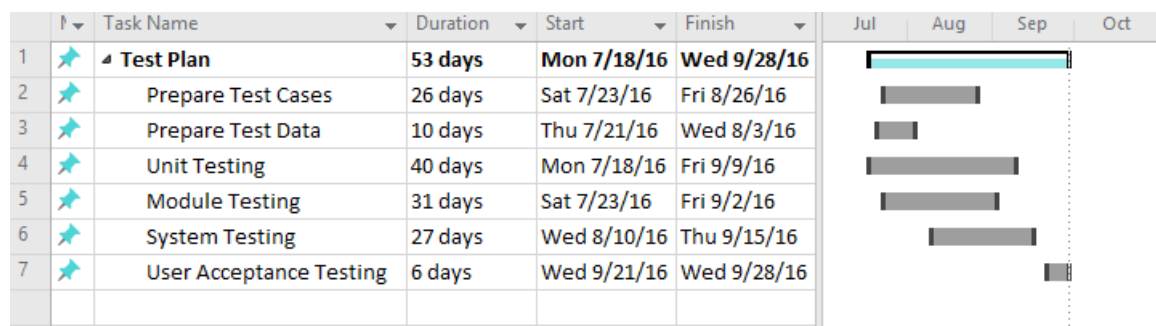 Task Name Duration Start Finish Jul Aug Sep Oct
1 Test Plan 53 days Mon 7/18/16 Wed 9/28/16
2 Prepare Test Cases 26 days Sat 7/23/16 Fri 8/26/16
3 Prepare Test Data 10 days Thu 7/21/16 Wed 8/3/16
4 Unit Testing 40 days Mon 7/18/16 Fri 9/9/16
5 Module Testing 31 days Sat 7/23/16 Fri 9/2/16
6 System Testing 27 days Wed 8/10/16 Thu 9/15/16
7 User Acceptance Testing 6 days Wed 9/21/16 Wed 9/28/16